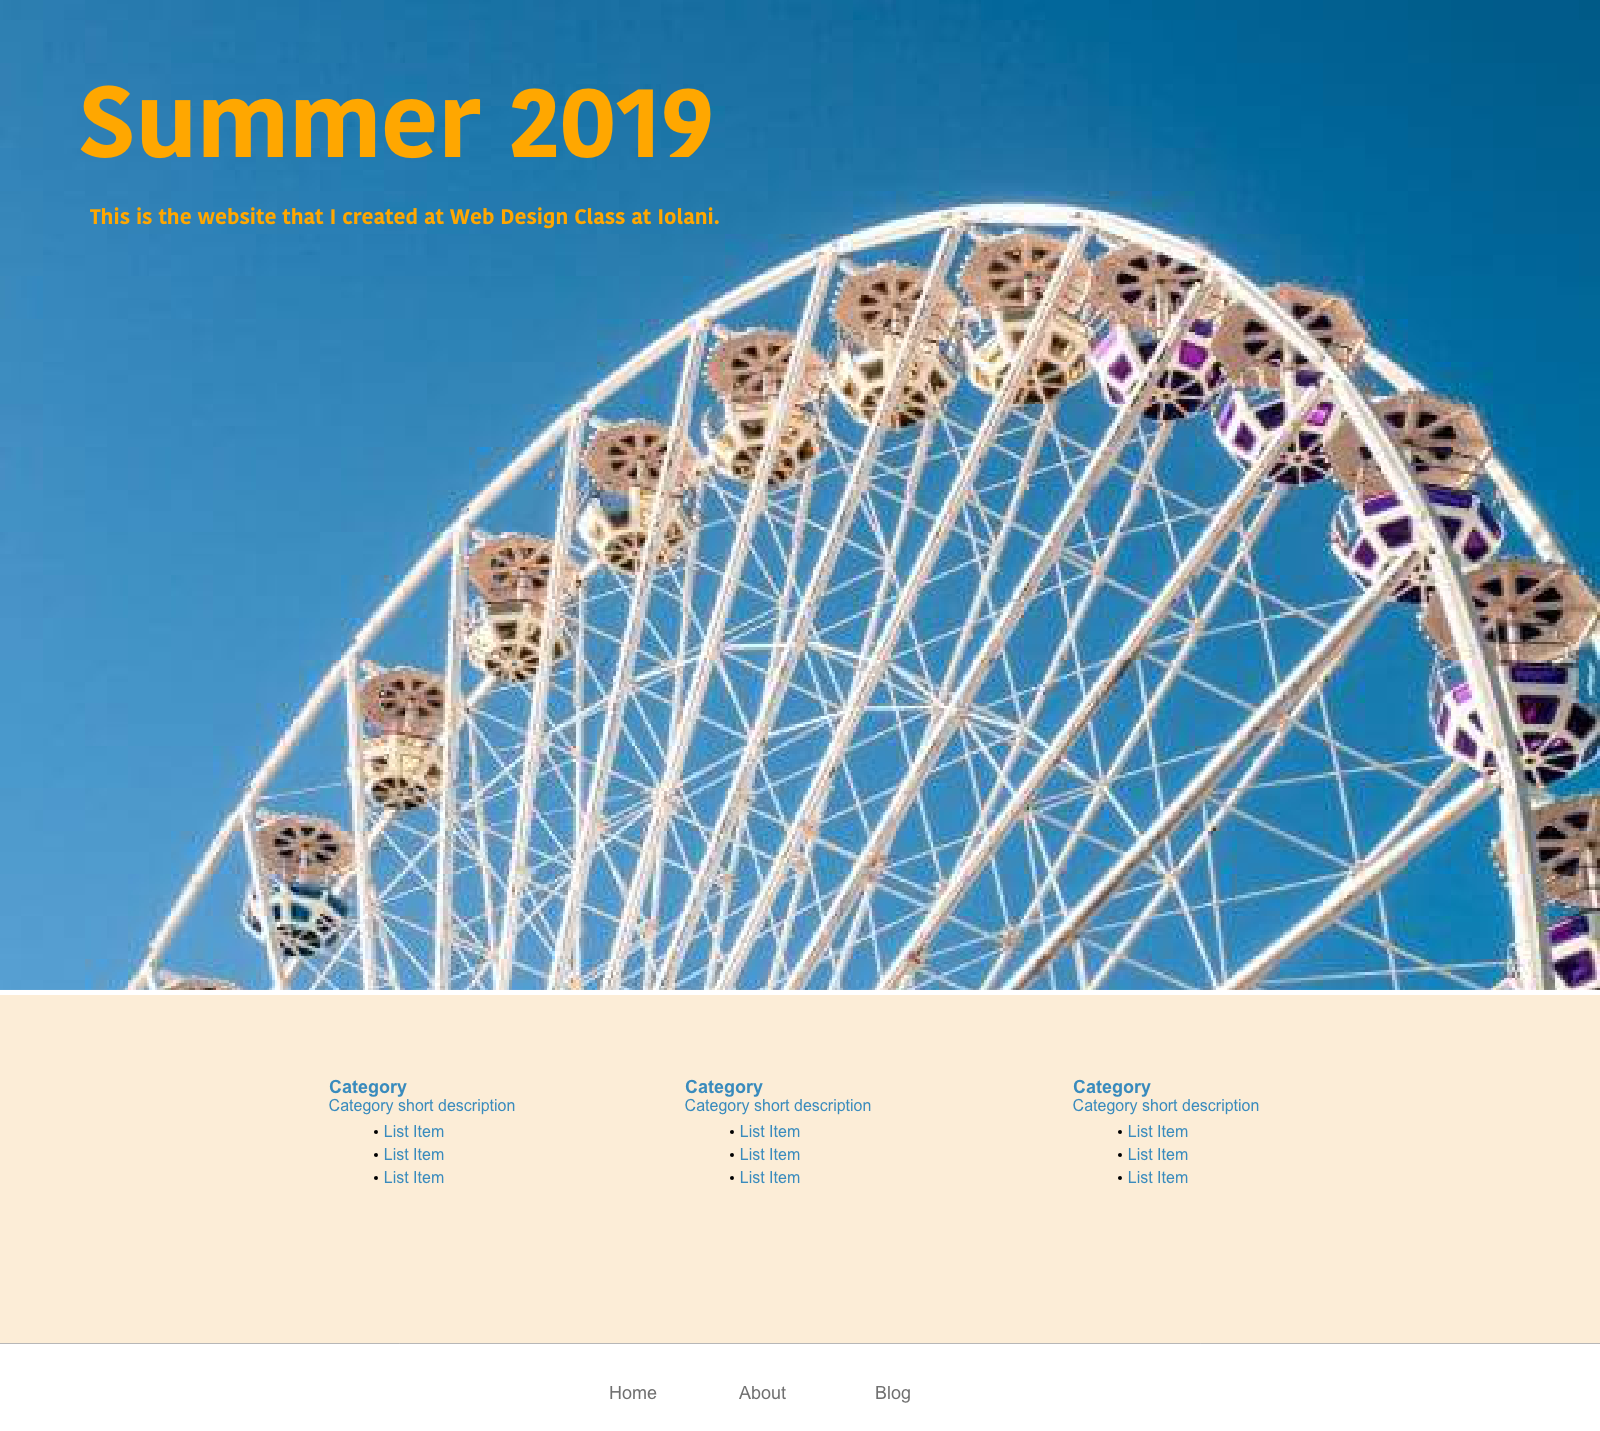 Summer 2019
This is the website that I created at Web Design Class at Iolani.
Category
Category short description
• List Item
• List Item
• List Item
Category
Category short description
• List Item
• List Item
• List Item
Category
Category short description
• List Item
• List Item
• List Item
Home About Blog